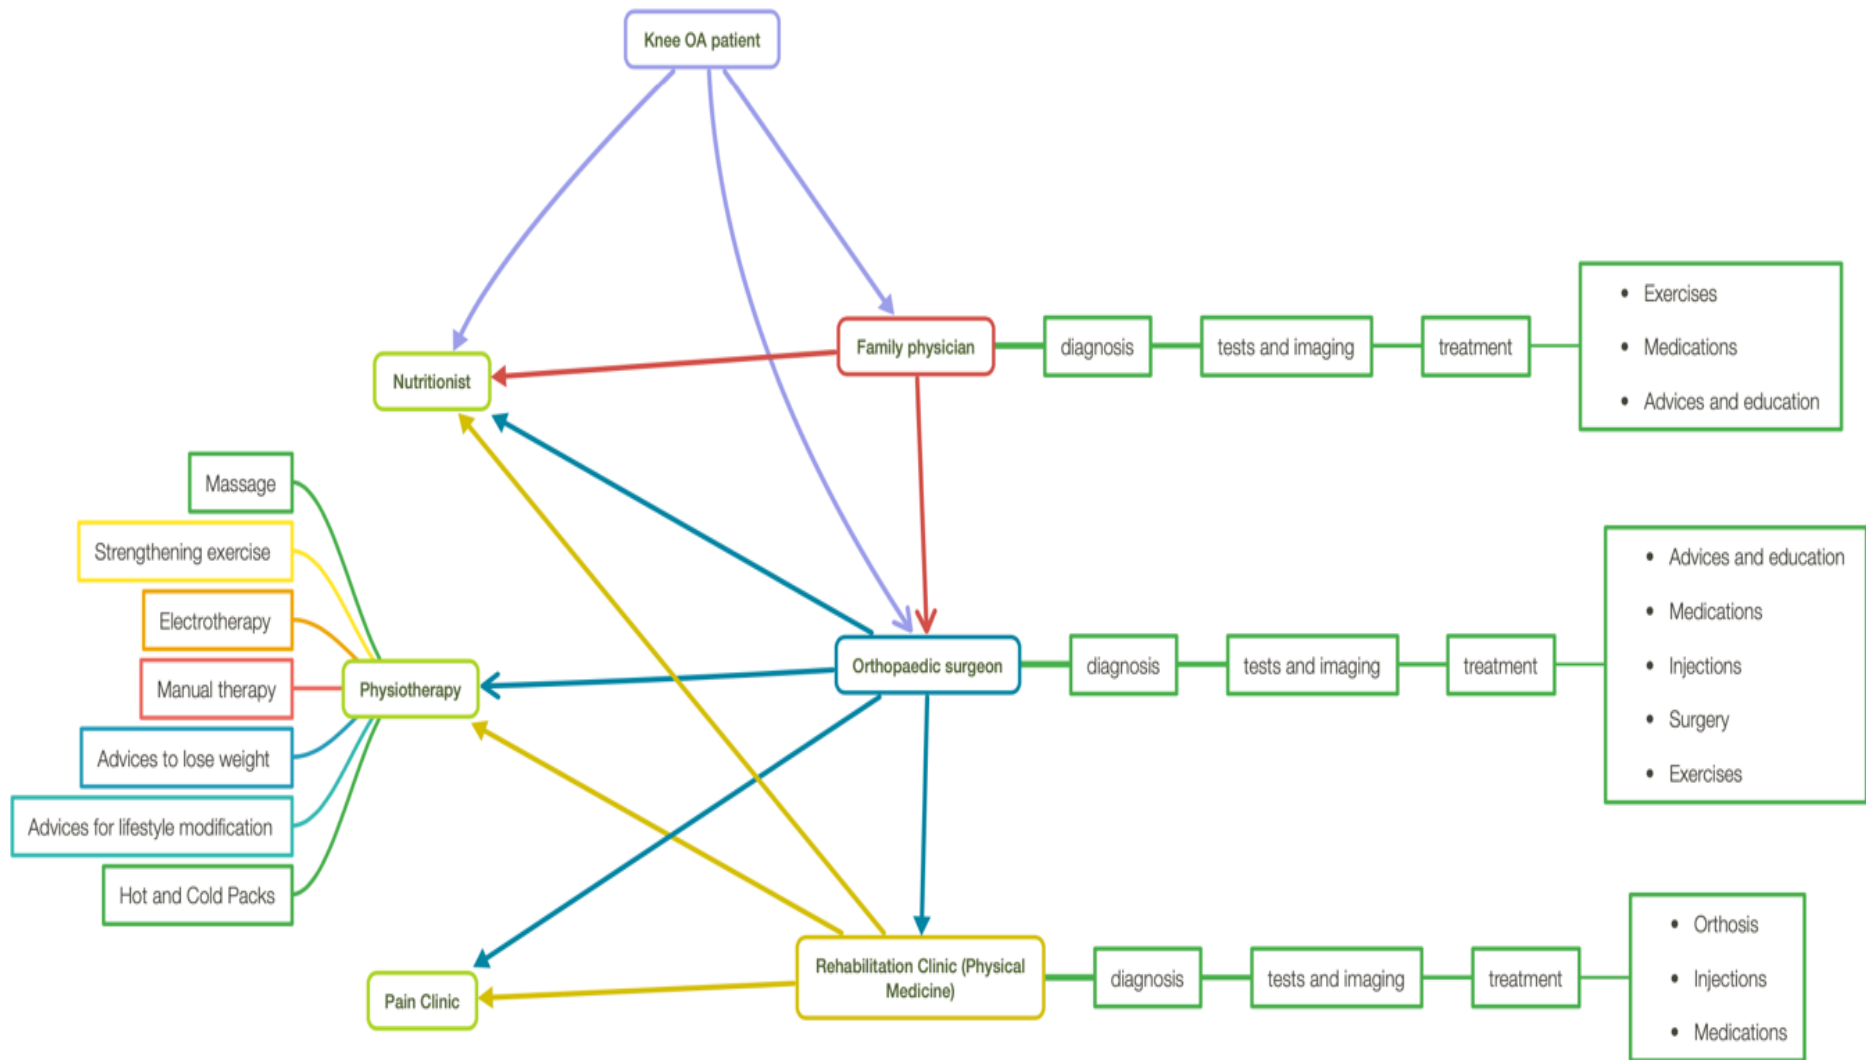 Knee OA patient
Family physician
diagnosis
tests and imaging
treatment
Exercises
Medications
Advices and education
Nutritionist
Massage
Strengthening exercise
Electrotherapy
Manual therapy
Advices to lose weight
Advices for lifestyle modification
Hot and Cold Packs
Physiotherapy
Orthopaedic surgeon
diagnosis
tests and imaging
treatment
Advices and education
Medications
Injections
Surgery
Exercises
Pain Clinic
Rehabilitation Clinic (Physical
Medicine)
diagnosis
tests and imaging
treatment
Orthosis
Injections
Medications